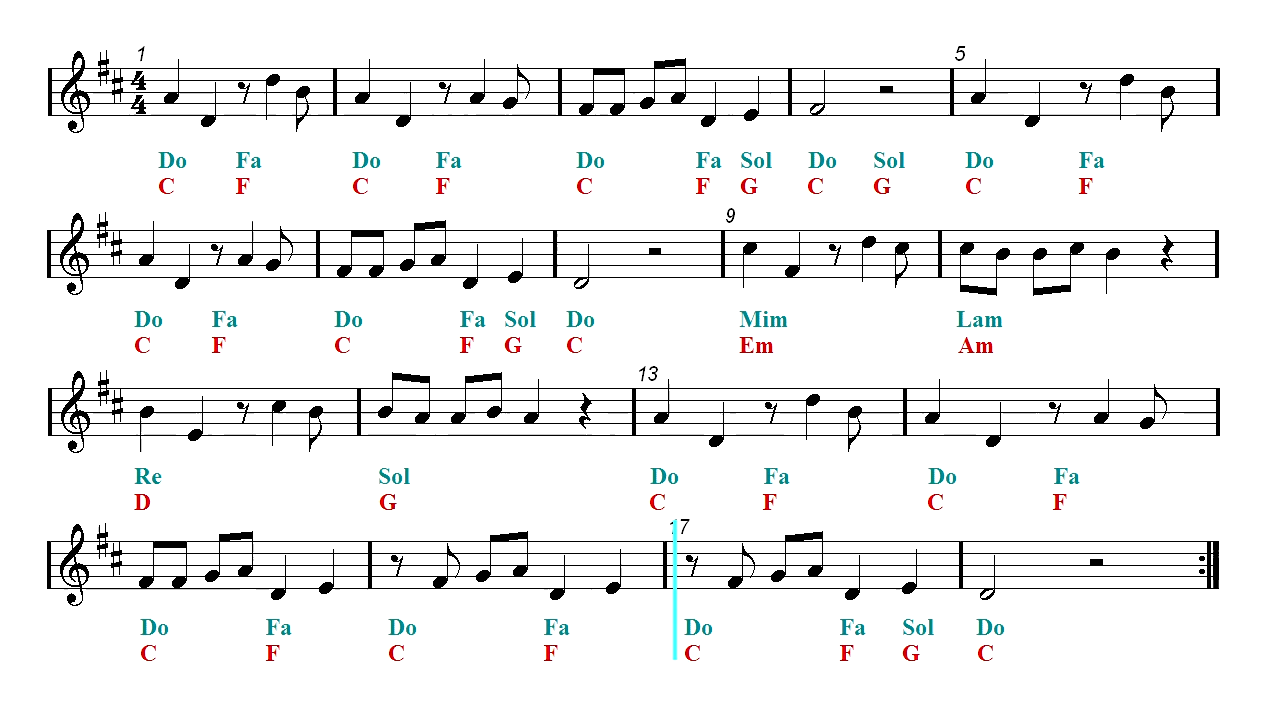 1 5
4
4
Do Fa Do Fa Do Fa Sol Do Sol Do Fa
C F C F C F G C G C F
9
Do Fa Do Fa Sol Do Mim Lam
C F C F G C Em Am
13
Re Sol Do Fa Do Fa
D G C F C F
17
Do Fa Do Fa Do Fa Sol Do
C F C F C F G C